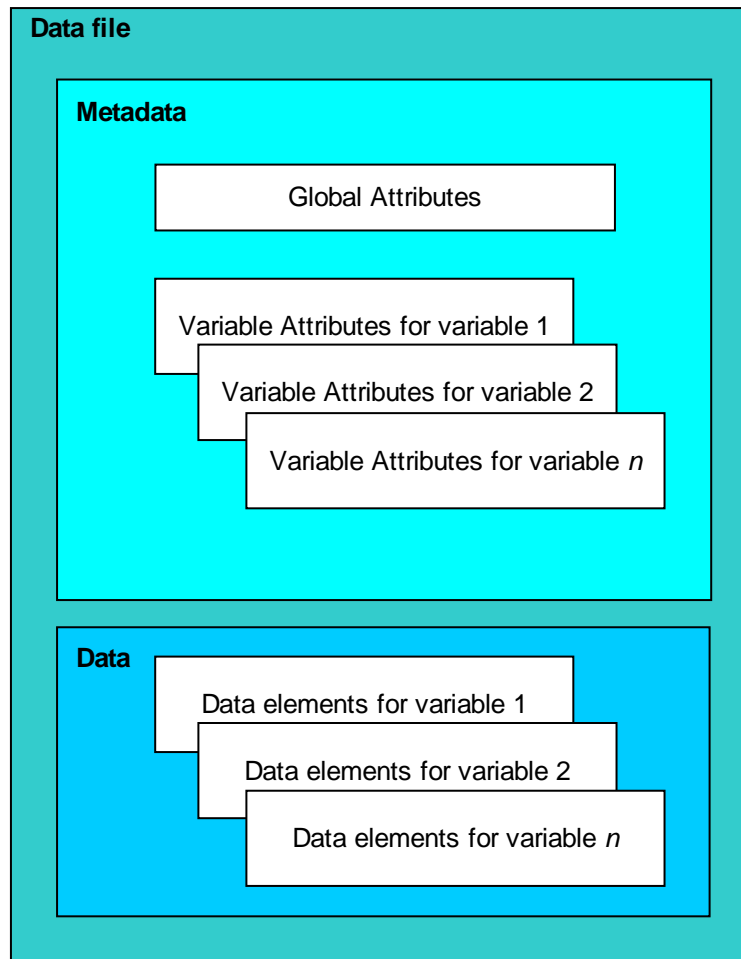 Data file
Metadata
Global Attributes
Variable Attributes for variable 1
Variable Attributes for variable 2
Variable Attributes for variable n
Data
Data elements for variable 1
Data elements for variable 2
Data elements for variable n